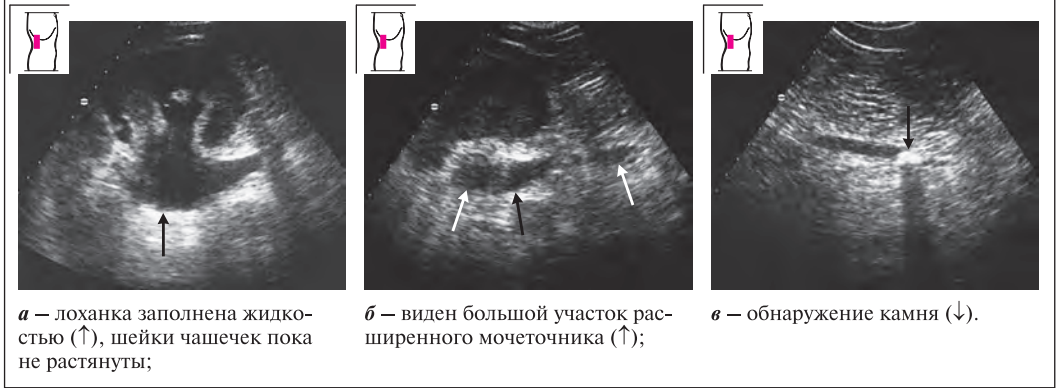 а – лоханка заполнена жидко-
стью (↑), шейки чашечек пока
не растянуты;
б – виден большой участок рас-
ширенного мочеточника (↑);
в – обнаружение камня (↓).